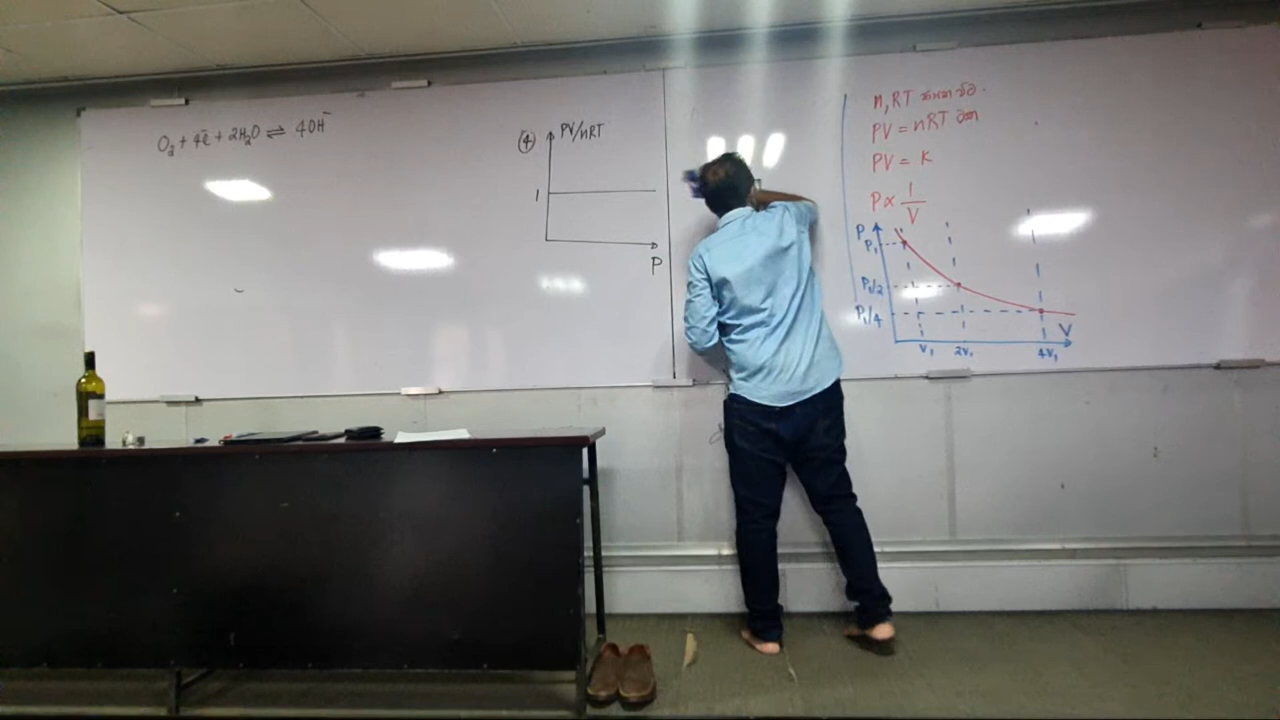 O₂ + 4ē + 2H₂O ⇌ 4OH⁻
④ PV/nRT
1
P
n, RT
PV = nRT
PV = K
P ∝ 1/V
P
P₁
P₁/2
P₁/4
V
V₁ 2V₁ 4V₁